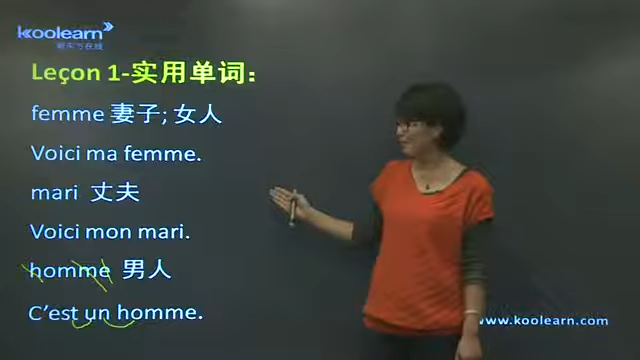 koolearn
新东方在线
Leçon 1-实用单词：
femme 妻子; 女人
Voici ma femme.
mari 丈夫
Voici mon mari.
homme 男人
C'est un homme.
www.koolearn.com